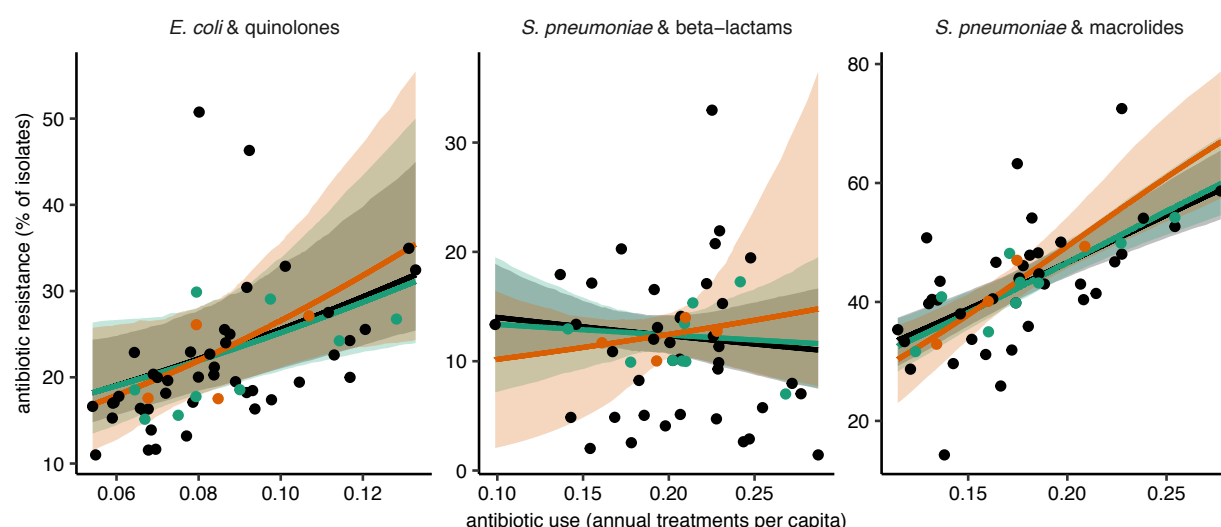 E. coli & quinolones
S. pneumoniae & beta−lactams
S. pneumoniae & macrolides
antibiotic resistance (% of isolates)
50
40
30
20
10
0.06 0.08 0.10 0.12
30
20
10
0
0.10 0.15 0.20 0.25
80
60
40
20
0.15 0.20 0.25
antibiotic use (annual treatments per capita)